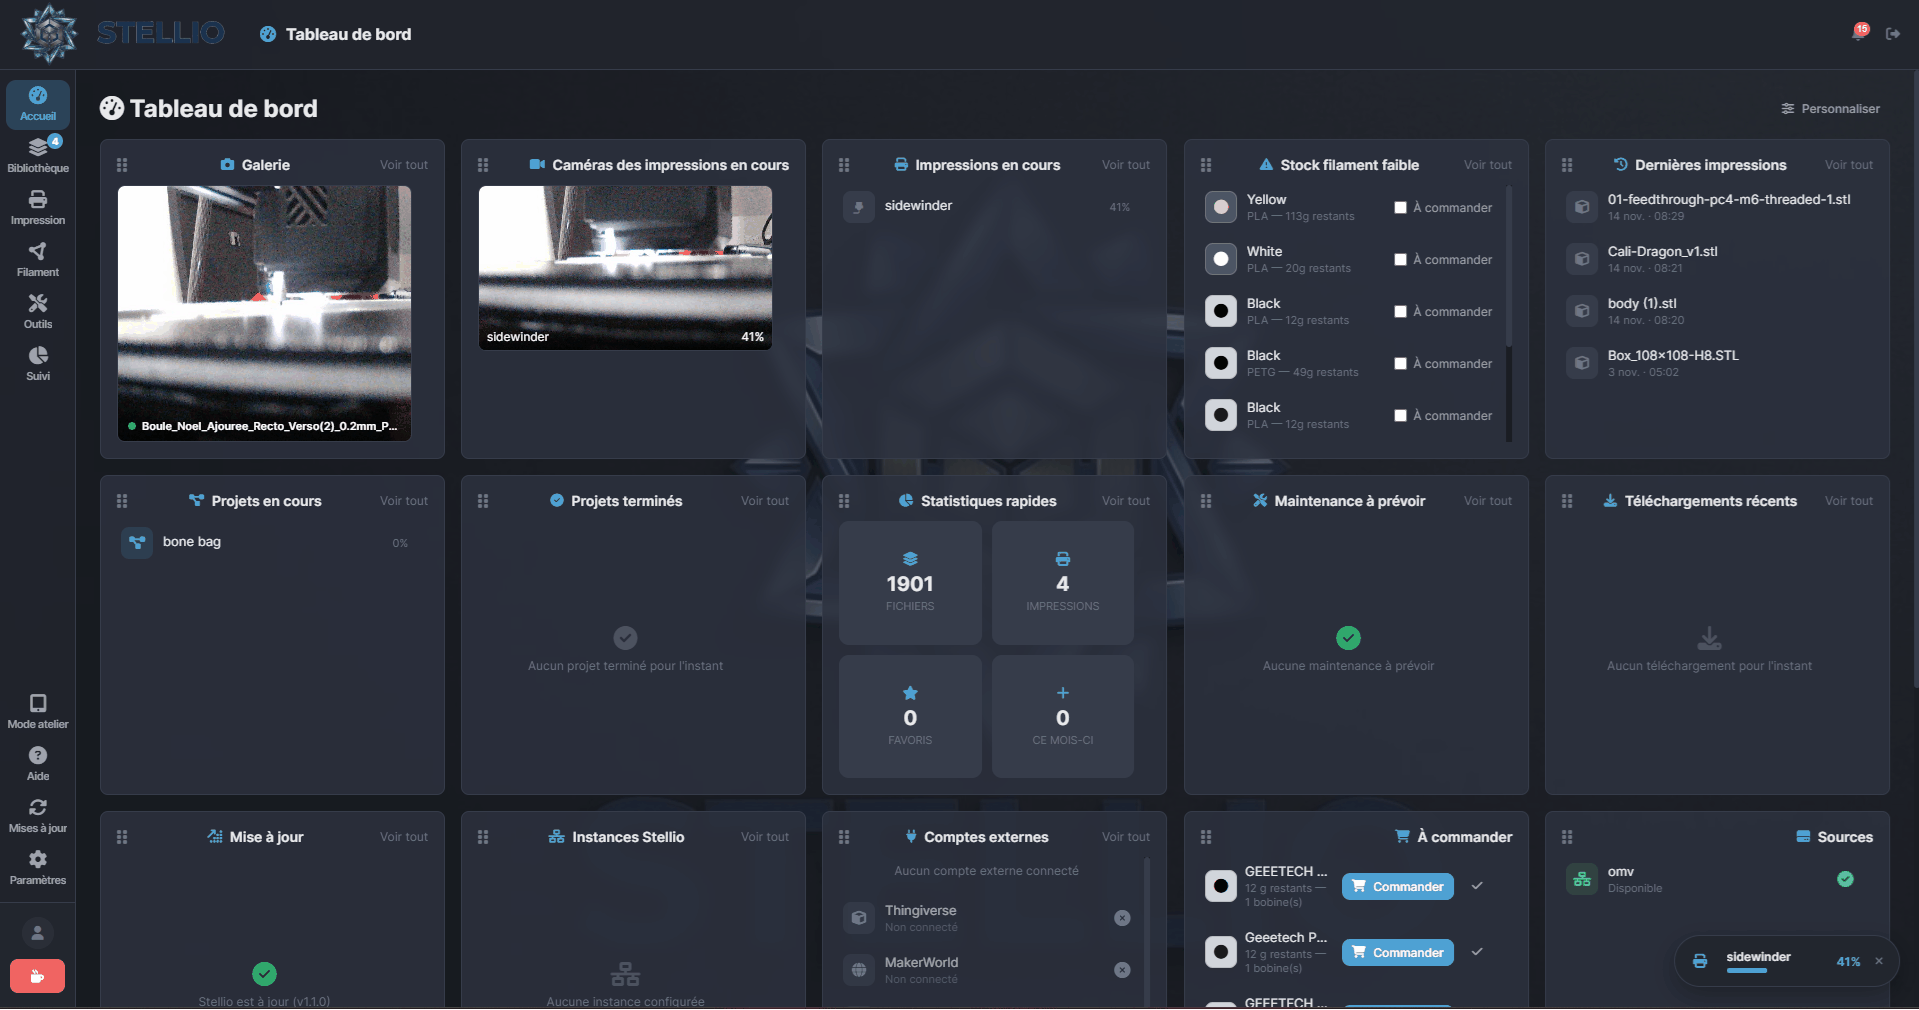 STELLIO
Tableau de bord
15
Accueil
4
Bibliothèque
Impression
Filament
Outils
Suivi
Mode atelier
Aide
Mises à jour
Paramètres
Tableau de bord
Personnaliser
Galerie
Voir tout
Boule_Noel_Ajouree_Recto_Verso(2)_0.2mm_P...
Caméras des impressions en cours
sidewinder
41%
Impressions en cours
Voir tout
sidewinder
41%
Stock filament faible
Voir tout
Yellow
PLA — 113g restants
À commander
White
PLA — 20g restants
À commander
Black
PLA — 12g restants
À commander
Black
PETG — 49g restants
À commander
Black
PLA — 12g restants
À commander
Dernières impressions
Voir tout
01-feedthrough-pc4-m6-threaded-1.stl
14 nov. · 08:29
Cali-Dragon_v1.stl
14 nov. · 08:21
body (1).stl
14 nov. · 08:20
Box_108x108-H8.STL
3 nov. · 05:02
Projets en cours
Voir tout
bone bag
0%
Projets terminés
Voir tout
Aucun projet terminé pour l'instant
Statistiques rapides
Voir tout
1901
FICHIERS
4
IMPRESSIONS
0
FAVORIS
0
CE MOIS-CI
Maintenance à prévoir
Voir tout
Aucune maintenance à prévoir
Téléchargements récents
Voir tout
Aucun téléchargement pour l'instant
Mise à jour
Voir tout
Stellio est à jour (v1.1.0)
Instances Stellio
Voir tout
Aucune instance configurée
Comptes externes
Voir tout
Aucun compte externe connecté
Thingiverse
Non connecté
MakerWorld
Non connecté
À commander
GEEETECH ...
12 g restants —
1 bobine(s)
Commander
Geeetech P...
12 g restants —
1 bobine(s)
Commander
GEEETECH ...
Sources
omv
Disponible
sidewinder
41%